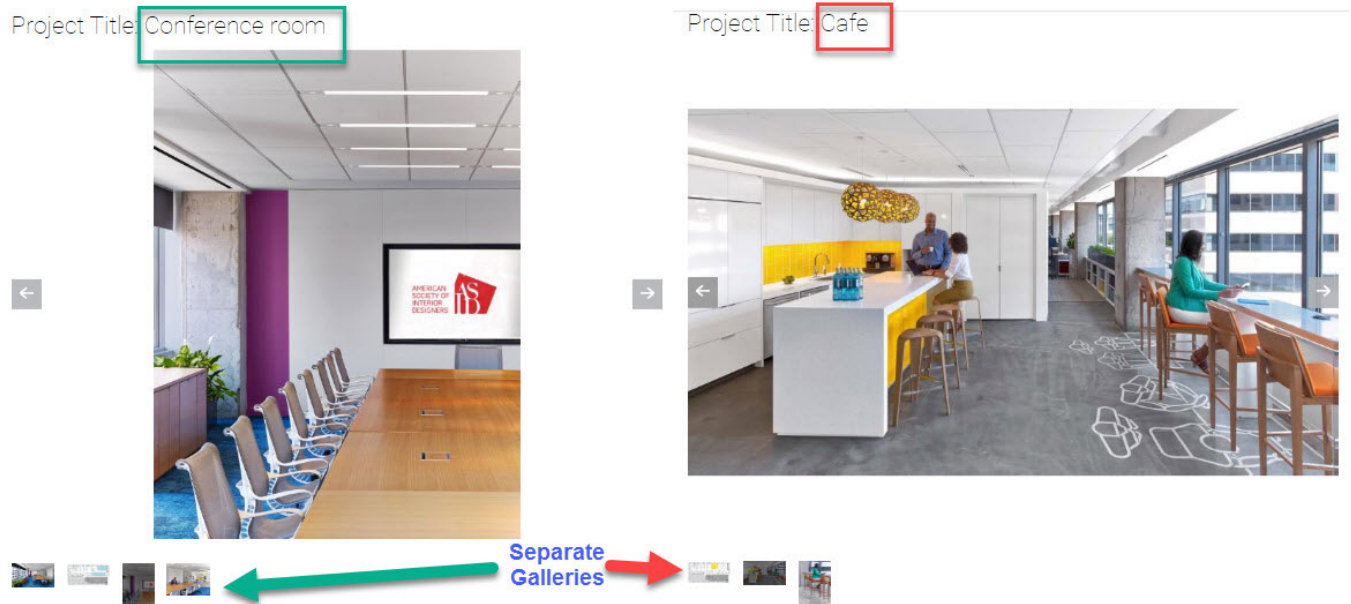 Project Title: Conference room
Project Title: Cafe
AMERICAN
SOCIETY OF
INTERIOR
DESIGNERS
ASID
Separate
Galleries